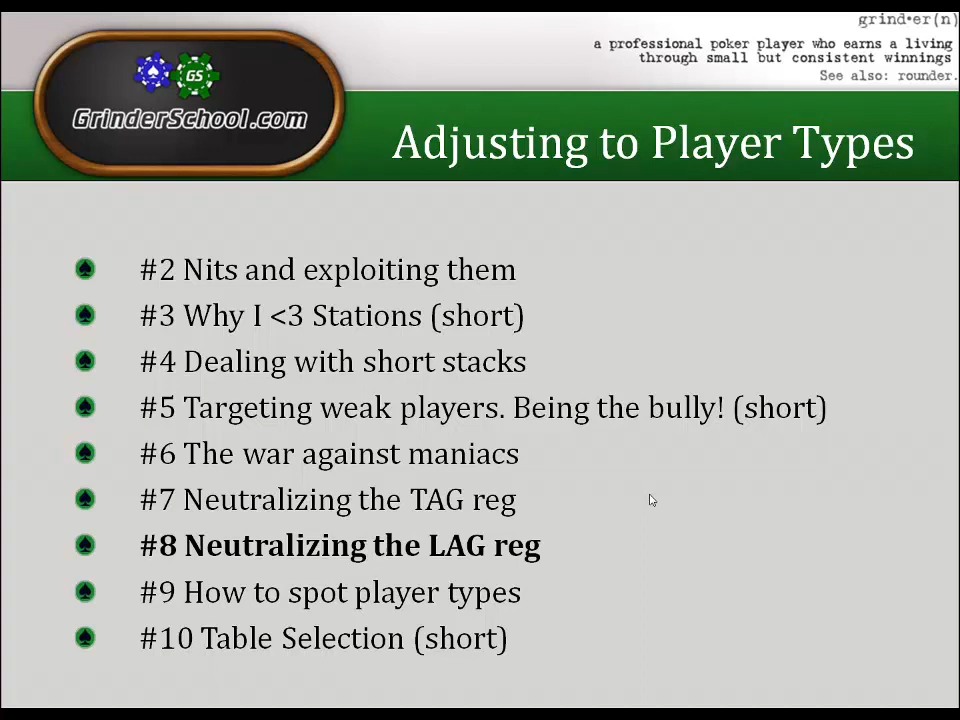 grind•er(n)
a professional poker player who earns a living
through small but consistent winnings
See also: rounder.
GS
GrinderSchool.com
Adjusting to Player Types
#2 Nits and exploiting them
#3 Why I <3 Stations (short)
#4 Dealing with short stacks
#5 Targeting weak players. Being the bully! (short)
#6 The war against maniacs
#7 Neutralizing the TAG reg
#8 Neutralizing the LAG reg
#9 How to spot player types
#10 Table Selection (short)